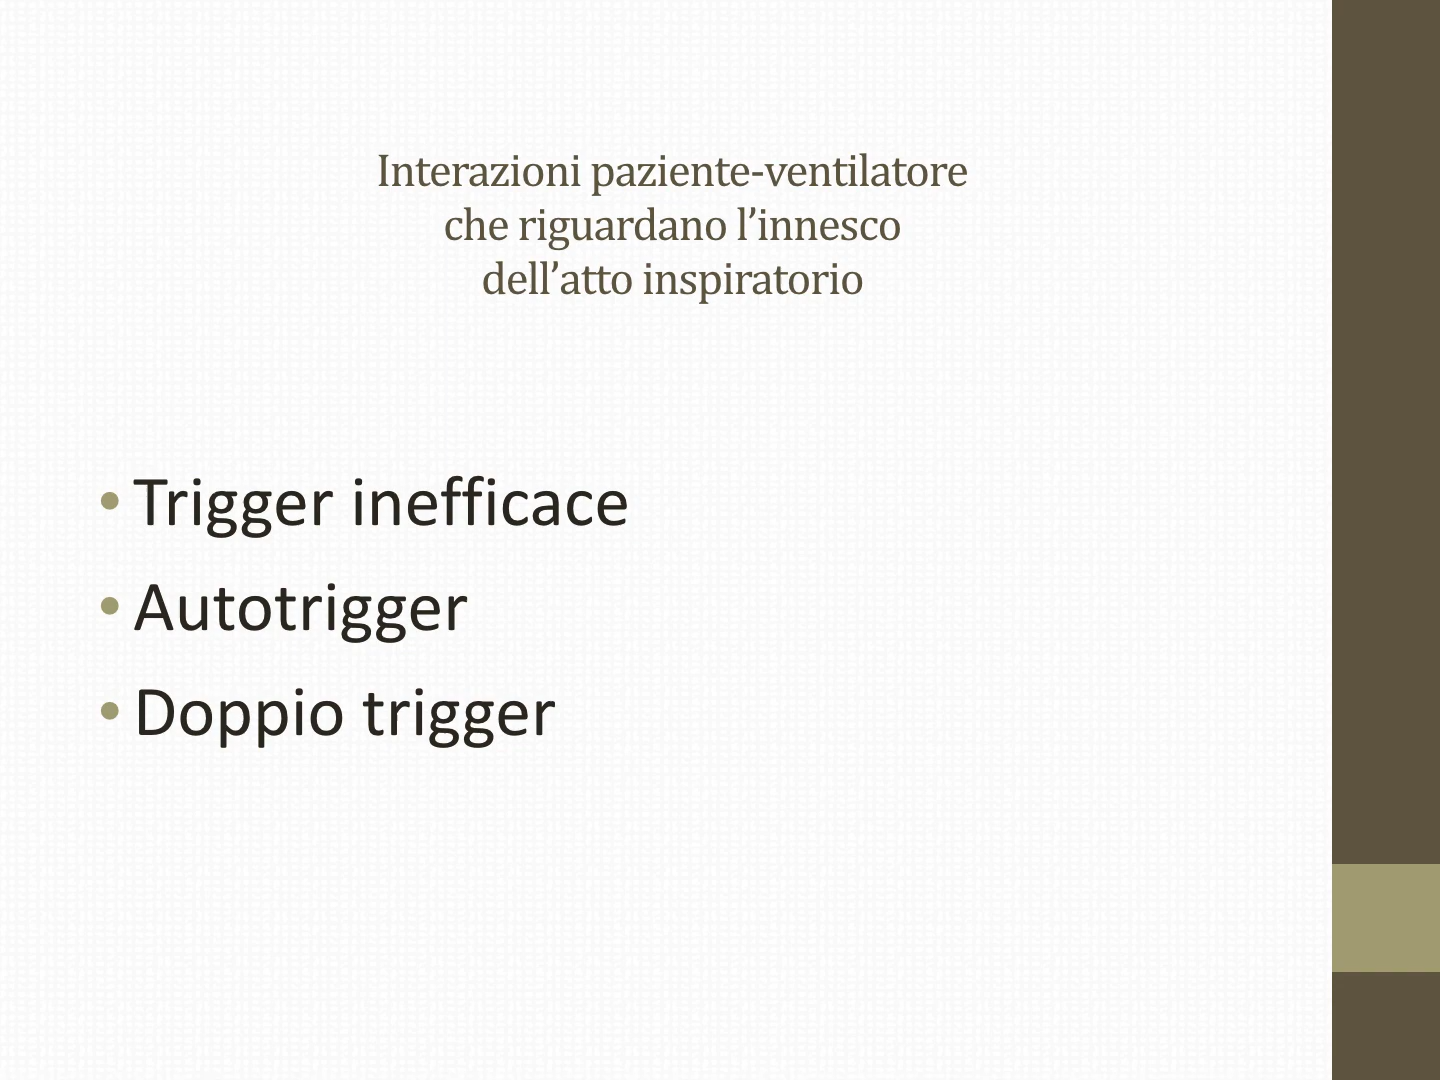 Interazioni paziente-ventilatore
che riguardano l’innesco
dell’atto inspiratorio
• Trigger inefficace
• Autotrigger
• Doppio trigger